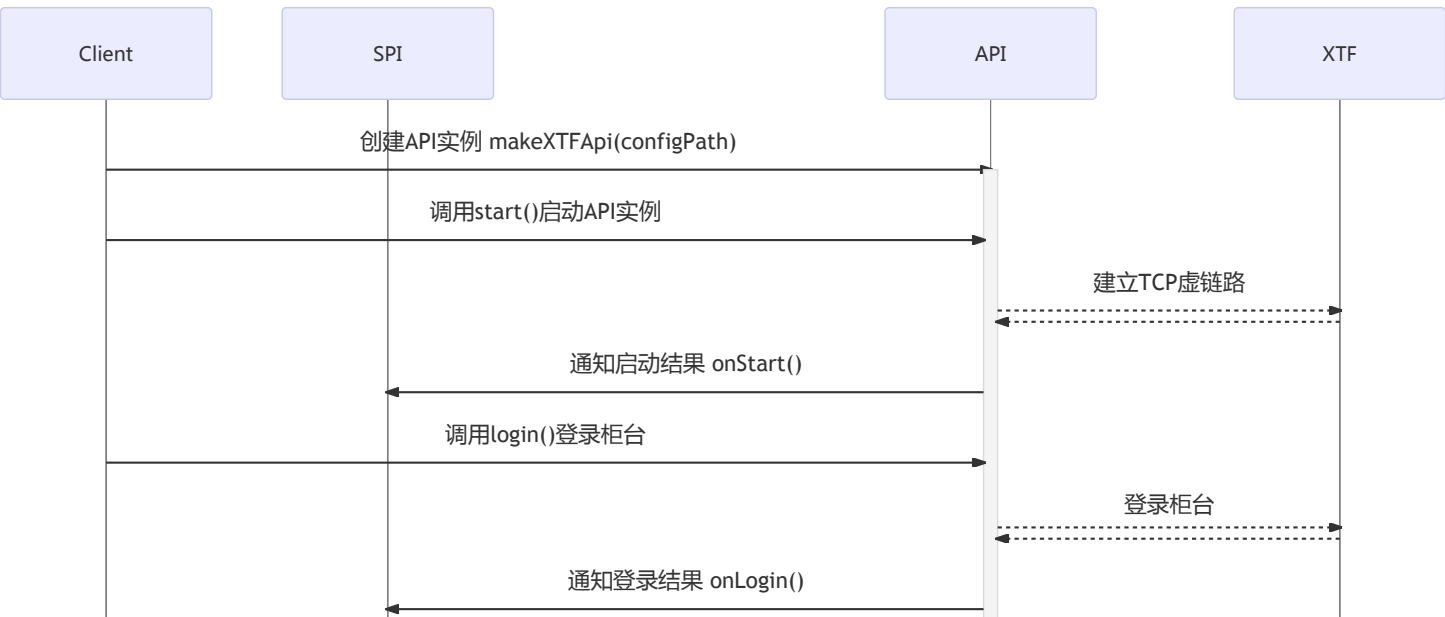 Client
SPI
API
XTF
创建API实例 makeXTFApi(configPath)
调用start()启动API实例
建立TCP虚链路
通知启动结果 onStart()
调用login()登录柜台
登录柜台
通知登录结果 onLogin()